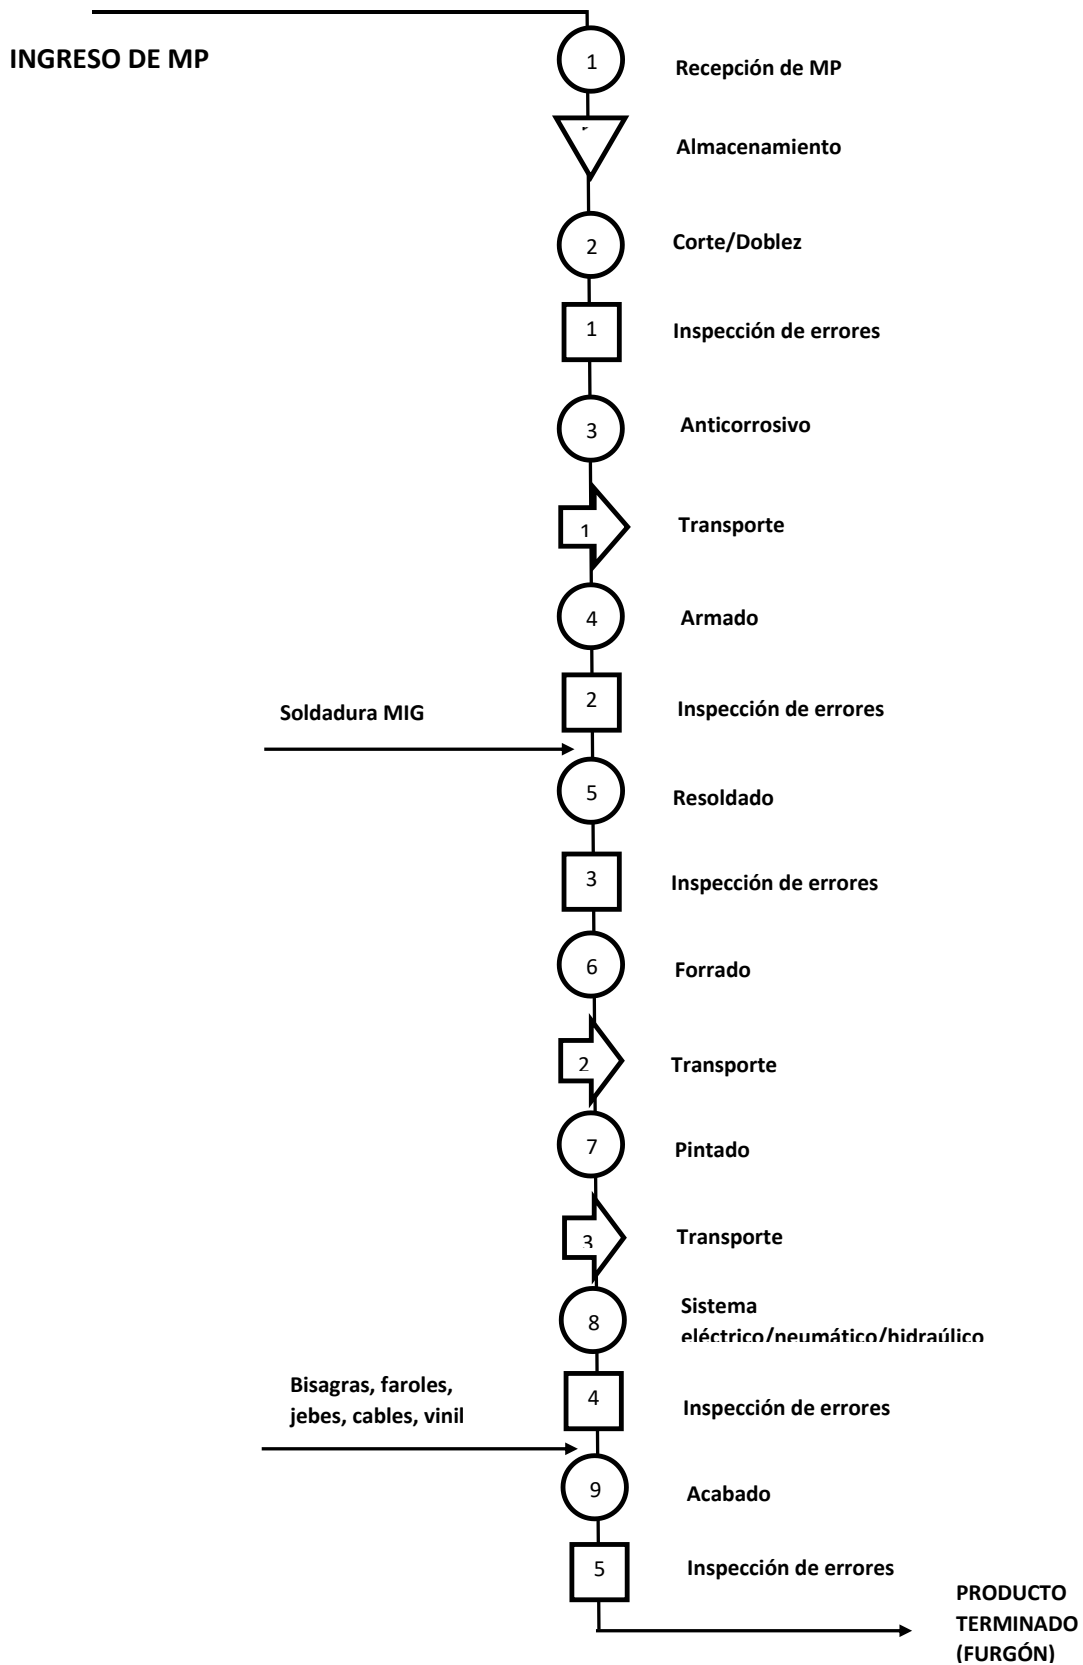 INGRESO DE MP
1
Recepción de MP
Almacenamiento
2
Corte/Doblez
1
Inspección de errores
3
Anticorrosivo
1
Transporte
4
Armado
2
Inspección de errores
Soldadura MIG
5
Resoldado
3
Inspección de errores
6
Forrado
2
Transporte
7
Pintado
3
Transporte
8
Sistema
eléctrico/neumático/hidraúlico
4
Inspección de errores
Bisagras, faroles,
jebes, cables, vinil
9
Acabado
5
Inspección de errores
PRODUCTO
TERMINADO
(FURGÓN)